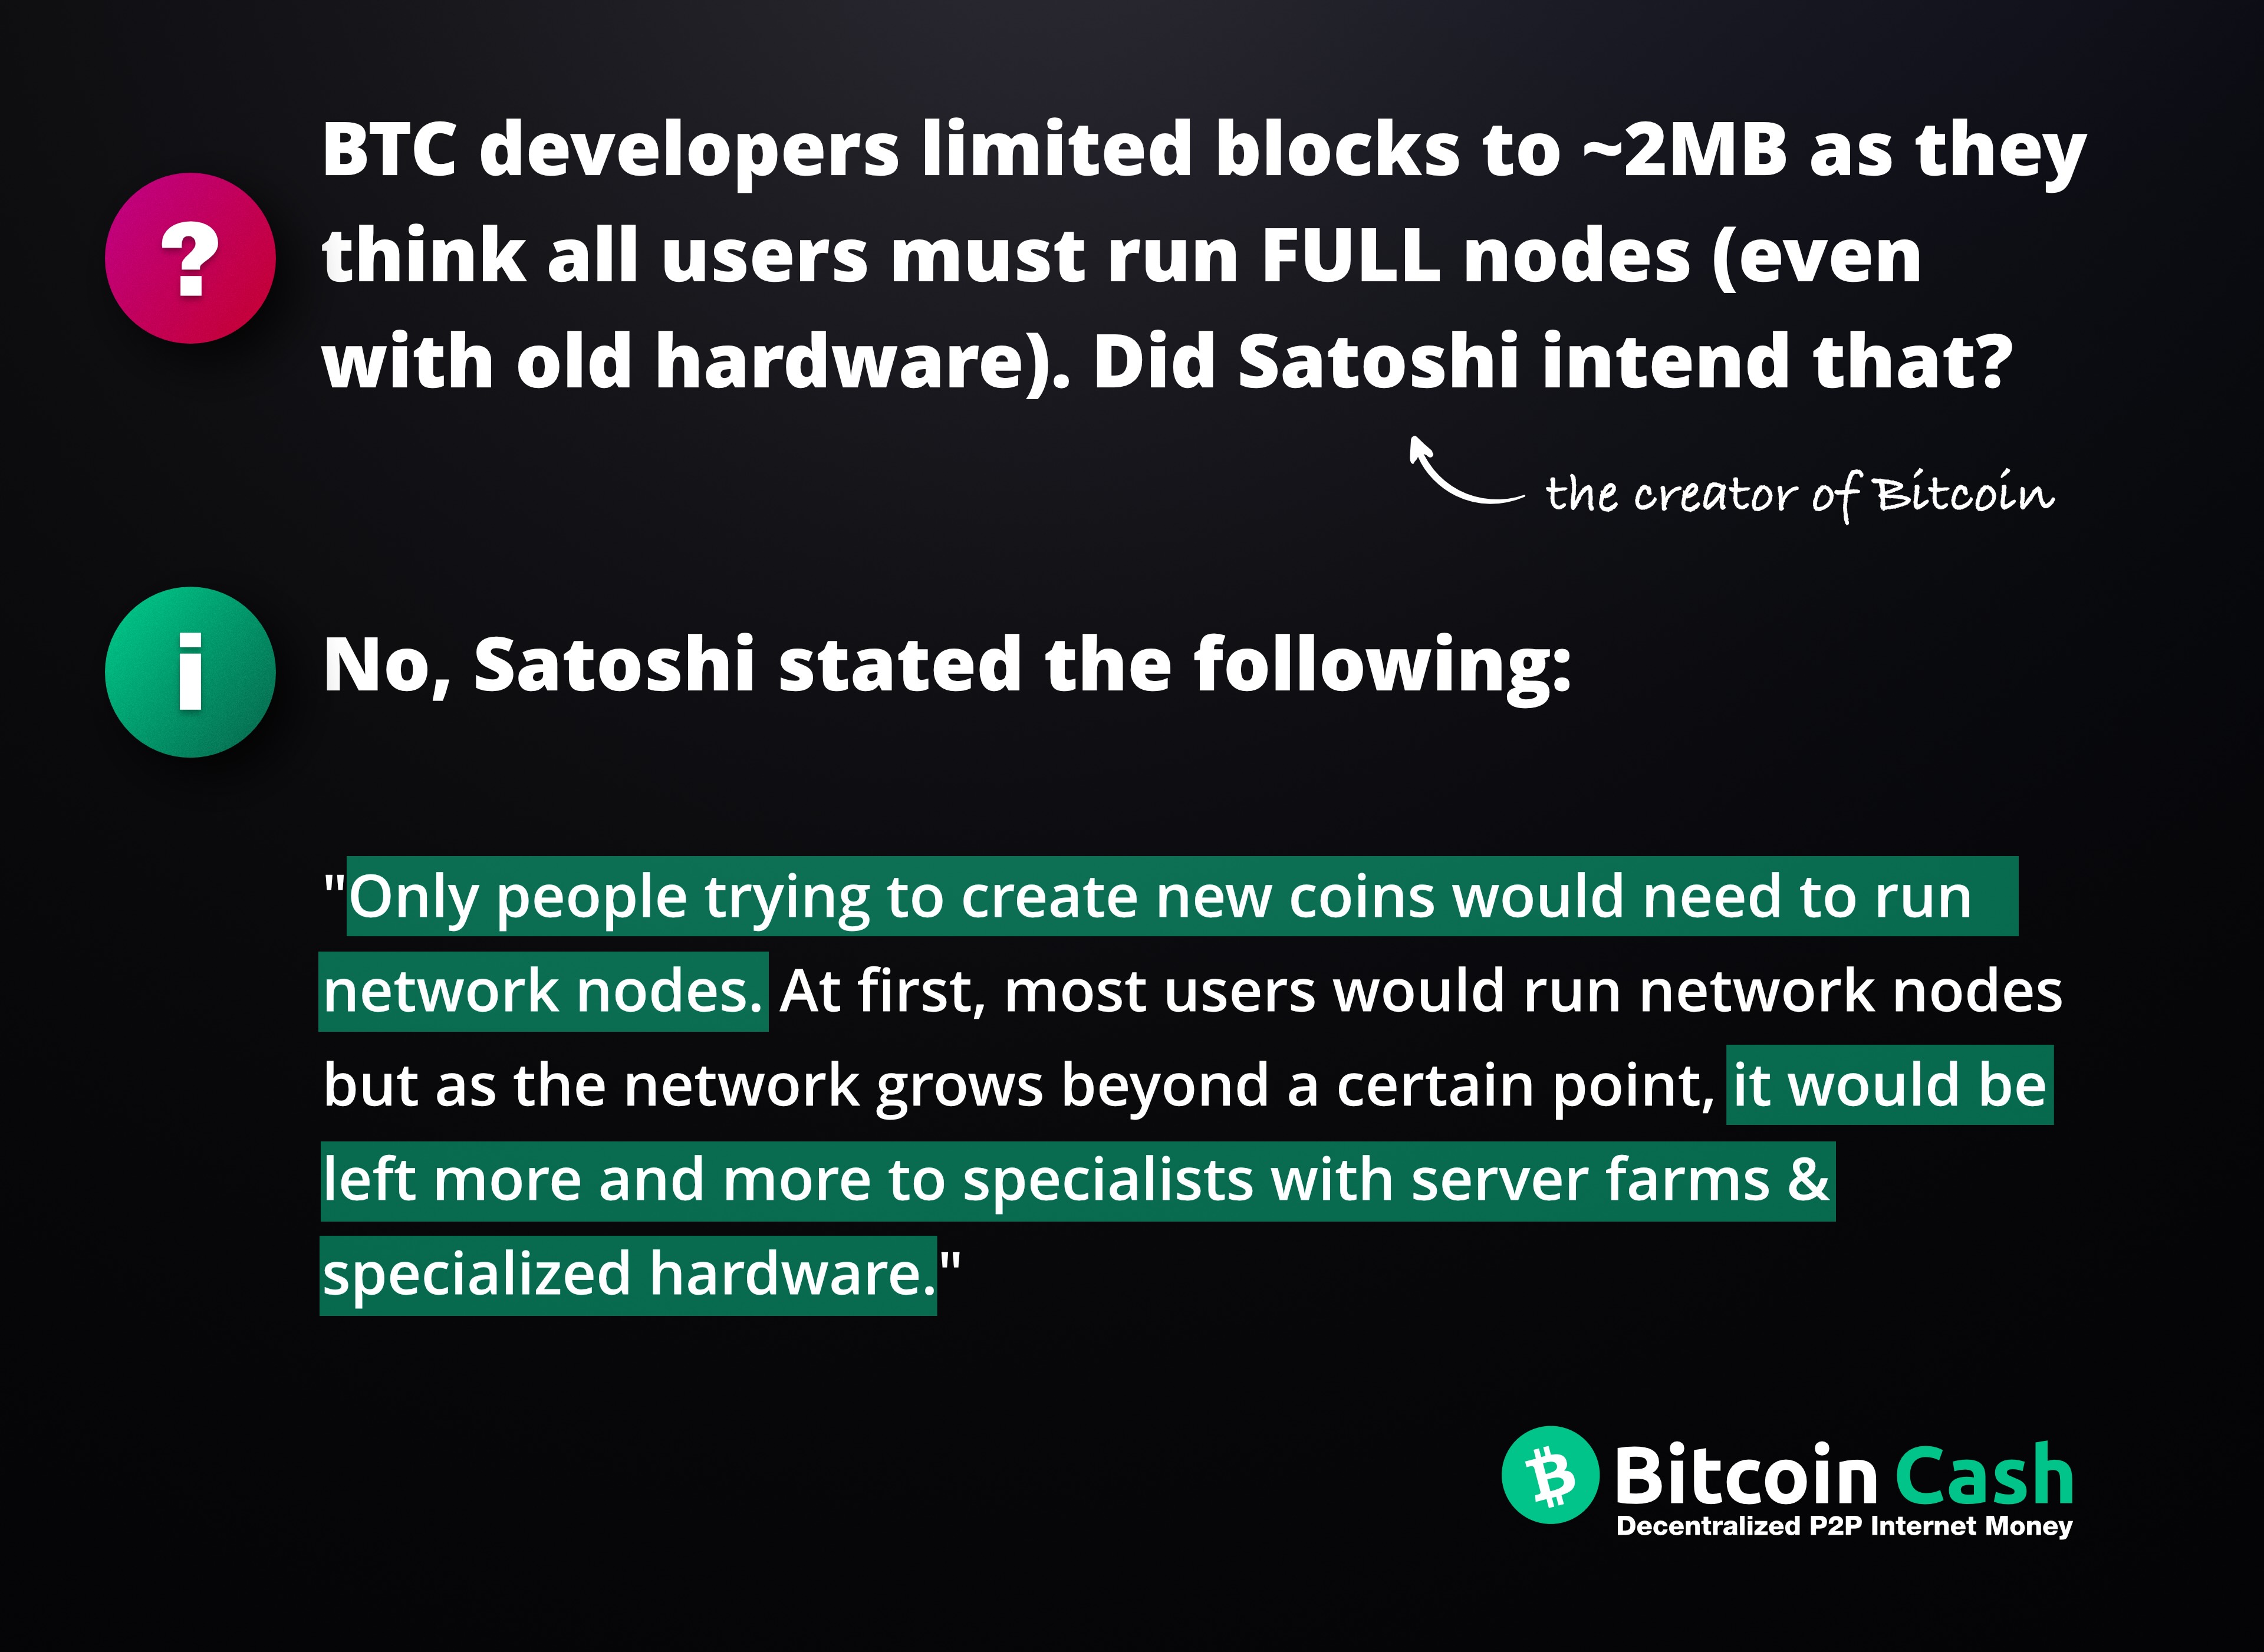 BTC developers limited blocks to ~2MB as they
think all users must run FULL nodes (even
with old hardware). Did Satoshi intend that?
the creator of Bitcoin
No, Satoshi stated the following:
"Only people trying to create new coins would need to run
network nodes. At first, most users would run network nodes
but as the network grows beyond a certain point, it would be
left more and more to specialists with server farms &
specialized hardware."
Bitcoin Cash
Decentralized P2P Internet Money